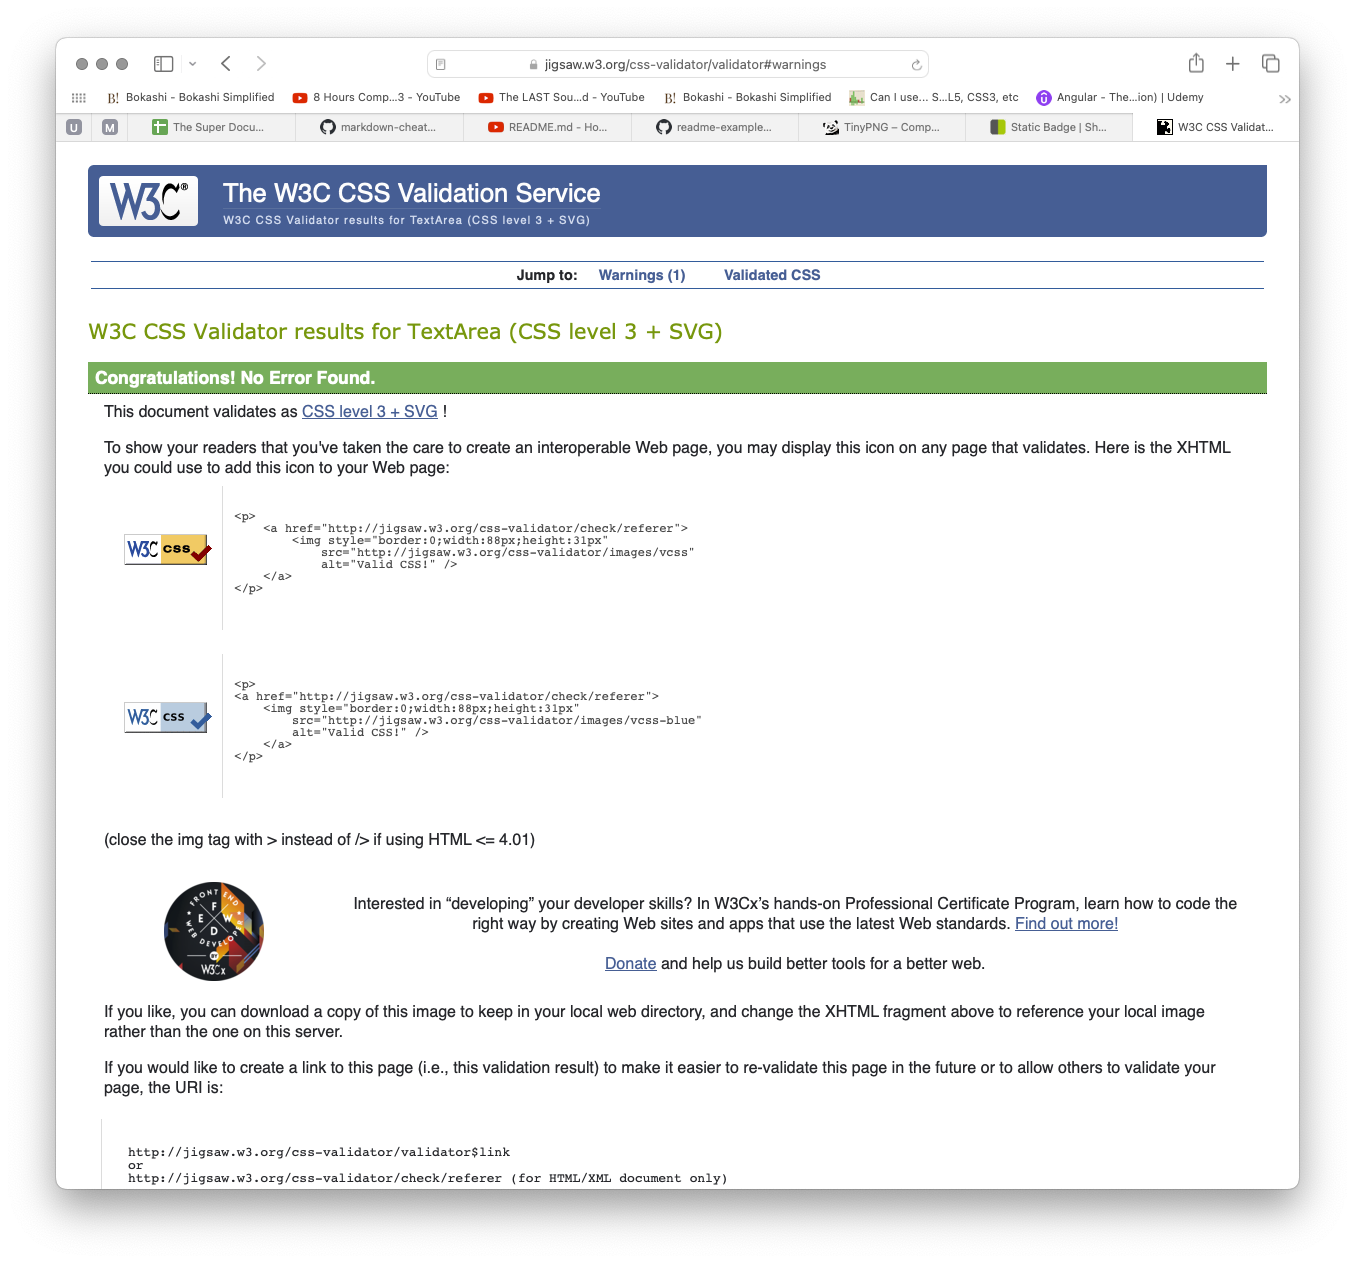 jigsaw.w3.org/css-validator/validator#warnings
B! Bokashi - Bokashi Simplified
8 Hours Comp...3 - YouTube
The LAST Sou...d - YouTube
B! Bokashi - Bokashi Simplified
Can I use... S...L5, CSS3, etc
Angular - The...ion) | Udemy
U
M
The Super Docu...
markdown-cheat...
README.md - Ho...
readme-example...
TinyPNG – Comp...
Static Badge | Sh...
W3C CSS Validat...
W3C®
The W3C CSS Validation Service
W3C CSS Validator results for TextArea (CSS level 3 + SVG)
Jump to: Warnings (1) Validated CSS
W3C CSS Validator results for TextArea (CSS level 3 + SVG)
Congratulations! No Error Found.
This document validates as CSS level 3 + SVG !
To show your readers that you've taken the care to create an interoperable Web page, you may display this icon on any page that validates. Here is the XHTML
you could use to add this icon to your Web page:
W3C CSS
<p>
    <a href="http://jigsaw.w3.org/css-validator/check/referer">
        <img style="border:0;width:88px;height:31px"
            src="http://jigsaw.w3.org/css-validator/images/vcss"
            alt="Valid CSS!" />
    </a>
</p>
W3C CSS
<p>
<a href="http://jigsaw.w3.org/css-validator/check/referer">
    <img style="border:0;width:88px;height:31px"
        src="http://jigsaw.w3.org/css-validator/images/vcss-blue"
        alt="Valid CSS!" />
    </a>
</p>
(close the img tag with > instead of /> if using HTML <= 4.01)
FRONT END
F
E W
D
WEB DEVELOPER
BY
W3Cx
Interested in “developing” your developer skills? In W3Cx’s hands-on Professional Certificate Program, learn how to code the
right way by creating Web sites and apps that use the latest Web standards. Find out more!
Donate and help us build better tools for a better web.
If you like, you can download a copy of this image to keep in your local web directory, and change the XHTML fragment above to reference your local image
rather than the one on this server.
If you would like to create a link to this page (i.e., this validation result) to make it easier to re-validate this page in the future or to allow others to validate your
page, the URI is:
http://jigsaw.w3.org/css-validator/validator$link
or
http://jigsaw.w3.org/css-validator/check/referer (for HTML/XML document only)